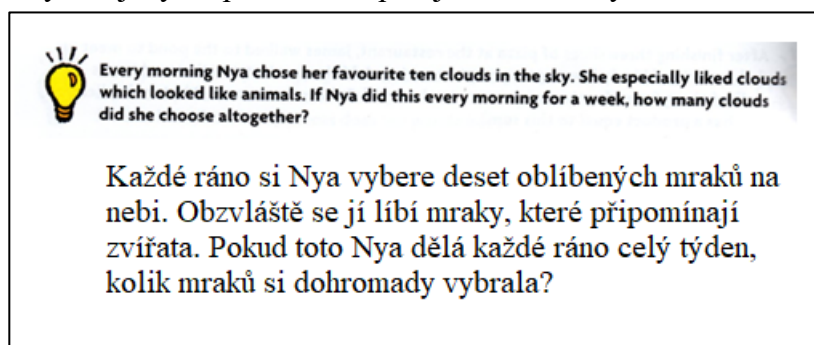 Every morning Nya chose her favourite ten clouds in the sky. She especially liked clouds
which looked like animals. If Nya did this every morning for a week, how many clouds
did she choose altogether?
Každé ráno si Nya vybere deset oblíbených mraků na
nebi. Obzvláště se jí líbí mraky, které připomínají
zvířata. Pokud toto Nya dělá každé ráno celý týden,
kolik mraků si dohromady vybrala?